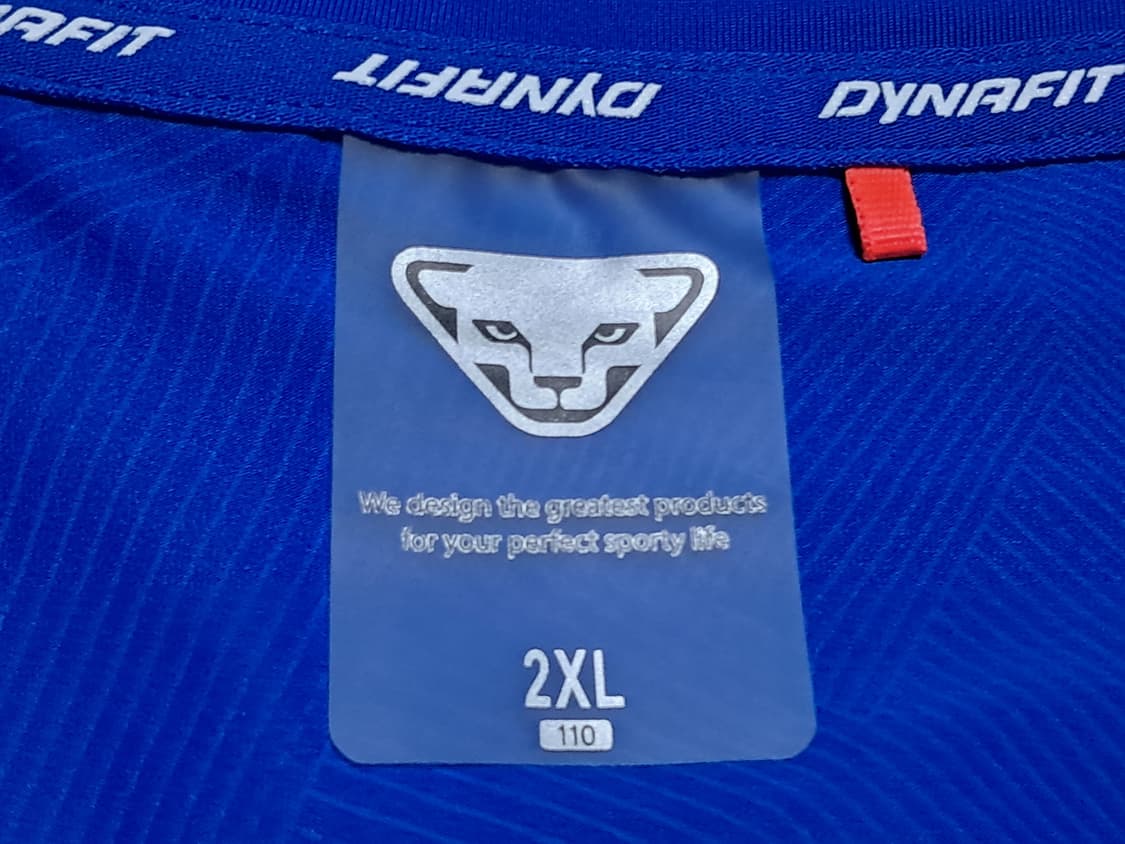 DYNAFIT
DYNAFIT
DYNAFIT
We design the greatest products
for your perfect sporty life
2XL
110